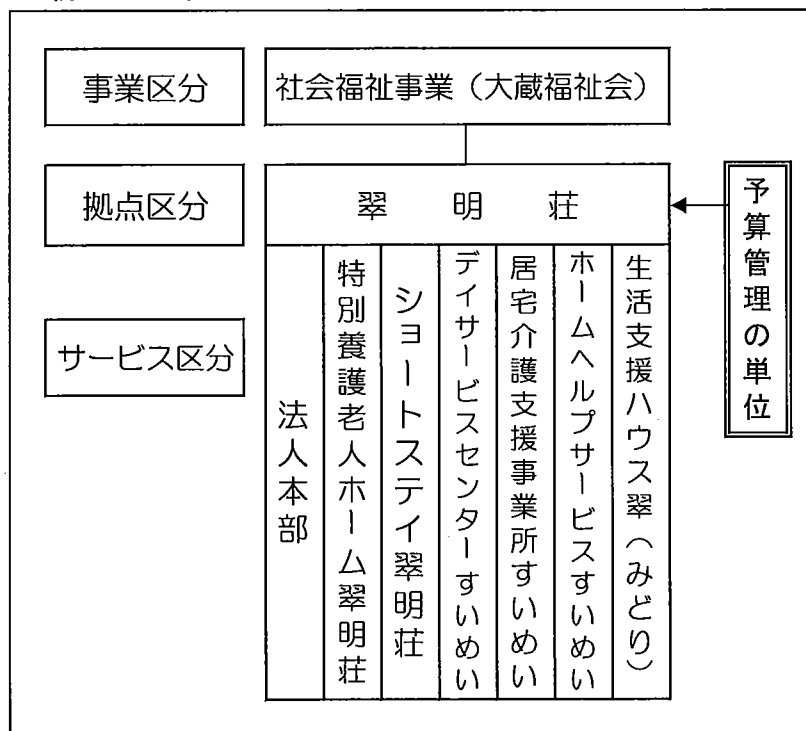 事業区分
社会福祉事業（大蔵福祉会）
拠点区分
翠明荘
予算管理の単位
サービス区分
法人本部
特別養護老人ホーム翠明荘
ショートステイ翠明荘
デイサービスセンターすいめい
居宅介護支援事業所すいめい
ホームヘルプサービスすいめい
生活支援ハウス翠（みどり）